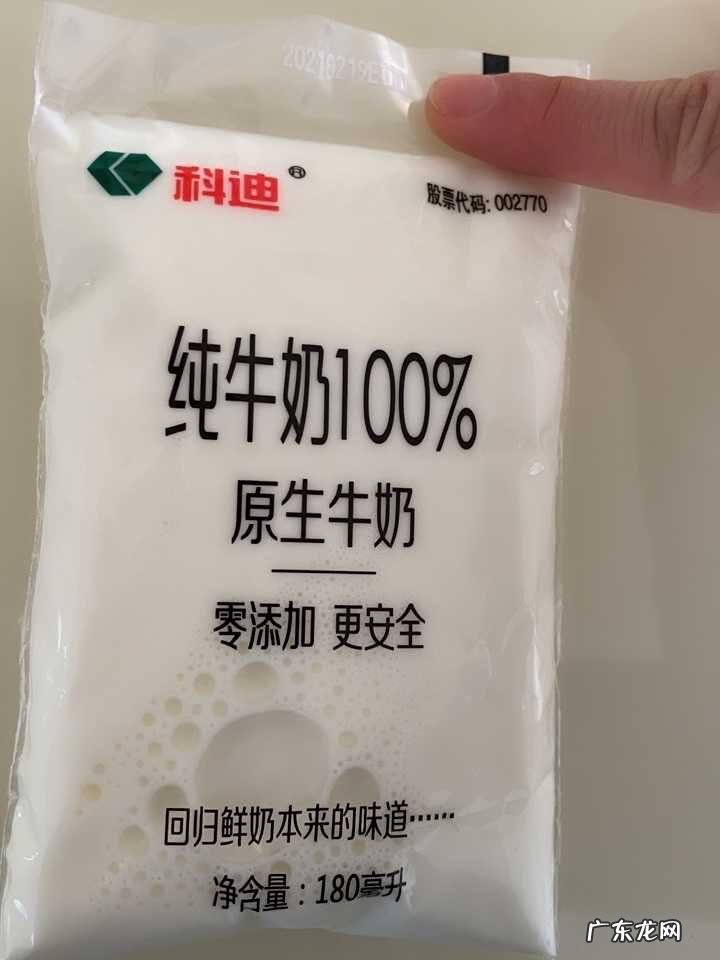 20210219E
科迪®
股票代码: 002770
纯牛奶100%
原生牛奶
零添加 更安全
回归鲜奶本来的味道······
净含量：180毫升
广东龙网